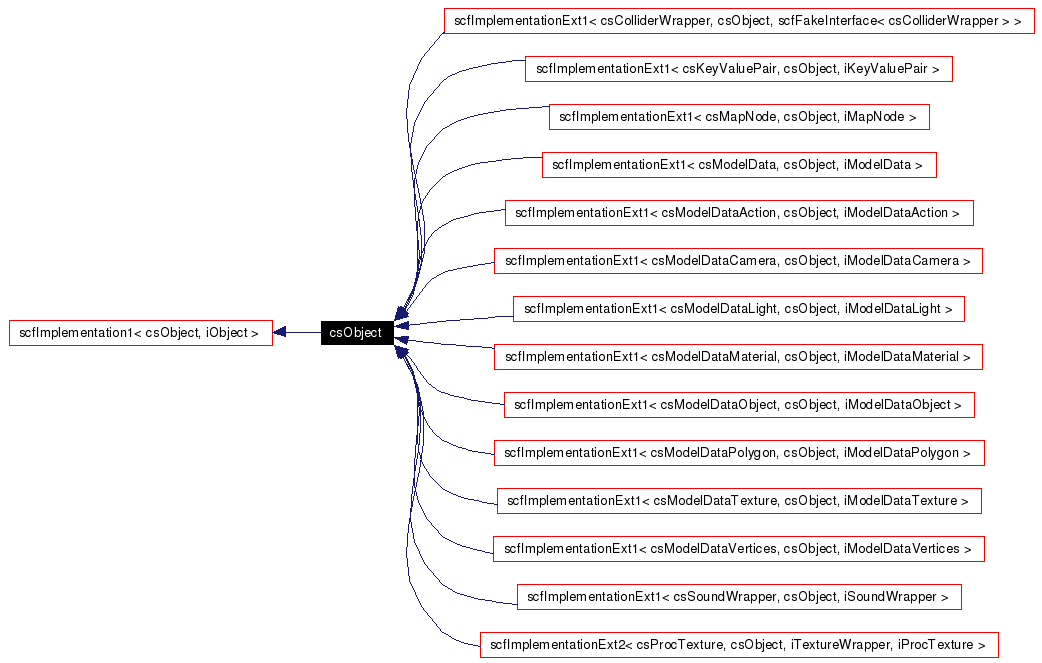 scfImplementationExt1< csColliderWrapper, csObject, scfFakeInterface< csColliderWrapper > >
scfImplementationExt1< csKeyValuePair, csObject, iKeyValuePair >
scfImplementationExt1< csMapNode, csObject, iMapNode >
scfImplementationExt1< csModelData, csObject, iModelData >
scfImplementationExt1< csModelDataAction, csObject, iModelDataAction >
scfImplementationExt1< csModelDataCamera, csObject, iModelDataCamera >
scfImplementationExt1< csModelDataLight, csObject, iModelDataLight >
scfImplementation1< csObject, iObject >
csObject
scfImplementationExt1< csModelDataMaterial, csObject, iModelDataMaterial >
scfImplementationExt1< csModelDataObject, csObject, iModelDataObject >
scfImplementationExt1< csModelDataPolygon, csObject, iModelDataPolygon >
scfImplementationExt1< csModelDataTexture, csObject, iModelDataTexture >
scfImplementationExt1< csModelDataVertices, csObject, iModelDataVertices >
scfImplementationExt1< csSoundWrapper, csObject, iSoundWrapper >
scfImplementationExt2< csProcTexture, csObject, iTextureWrapper, iProcTexture >